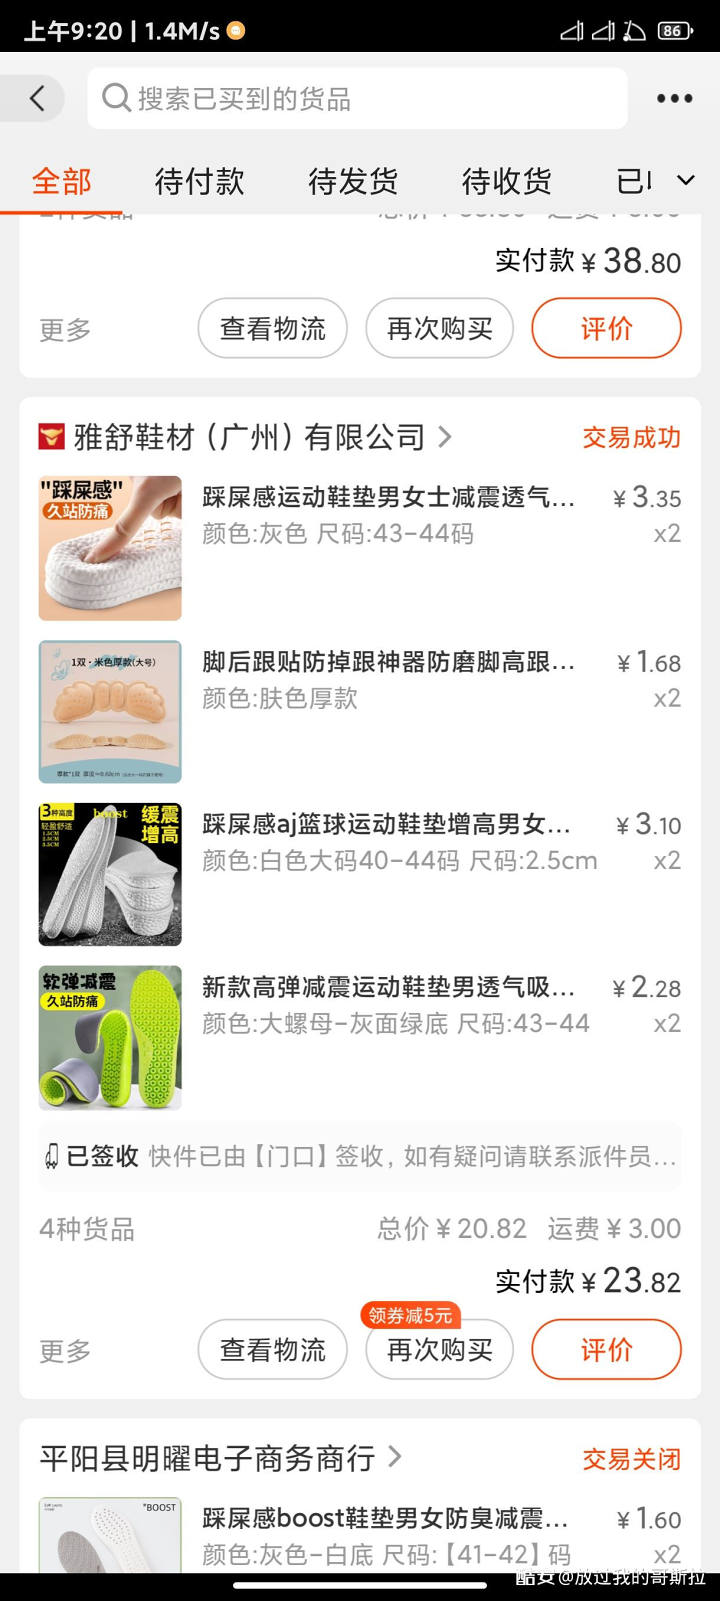 上午9:20 | 1.4M/s
86
搜索已买到的货品
全部 待付款 待发货 待收货
实付款 ¥ 38.80
更多 查看物流 再次购买 评价
雅舒鞋材（广州）有限公司 交易成功
"踩屎感"
久站防痛
踩屎感运动鞋垫男女士减震透气... ¥ 3.35
颜色:灰色 尺码:43-44码 x2
1双·米色厚款(大号)
脚后跟贴防掉跟神器防磨脚高跟... ¥ 1.68
颜色:肤色厚款 x2
3种高度 boost 缓震
轻盈舒适 增高
1.5CM
2.5CM
3.5CM
踩屎感aj篮球运动鞋垫增高男女... ¥ 3.10
颜色:白色大码40-44码 尺码:2.5cm x2
软弹减震
久站防痛
新款高弹减震运动鞋垫男透气吸... ¥ 2.28
颜色:大螺母-灰面绿底 尺码:43-44 x2
已签收 快件已由【门口】签收, 如有疑问请联系派件员...
4种货品 总价 ¥ 20.82 运费 ¥ 3.00
实付款 ¥ 23.82
领券减5元
更多 查看物流 再次购买 评价
平阳县明曜电子商务商行 交易关闭
"BOOST
踩屎感boost鞋垫男女防臭减震... ¥ 1.60
颜色:灰色-白底 尺码:【41-42】码 x2
酷安 @放过我的哥斯拉